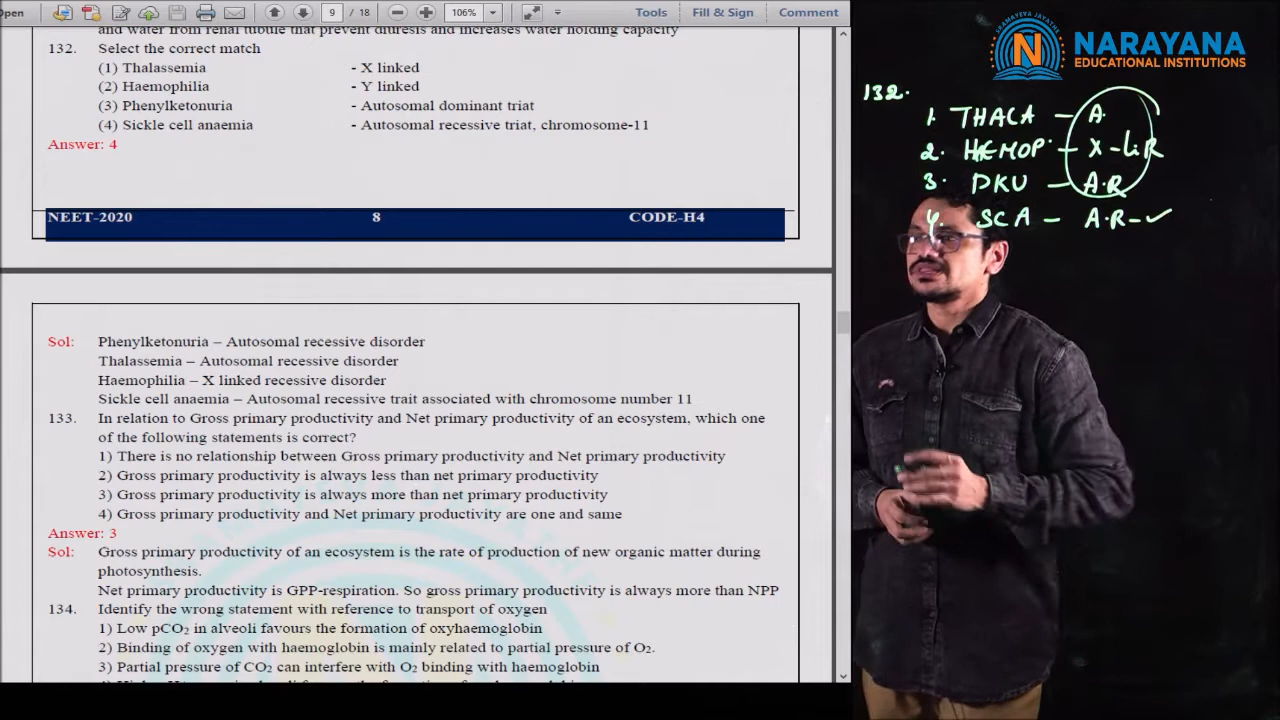 Open
9 / 18
106%
Tools
Fill & Sign
Comment
and water from renal tubule that prevent diuresis and increases water holding capacity
132. Select the correct match
(1) Thalassemia - X linked
(2) Haemophilia - Y linked
(3) Phenylketonuria - Autosomal dominant triat
(4) Sickle cell anaemia - Autosomal recessive triat, chromosome-11
Answer: 4
NEET-2020 8 CODE-H4
Sol: Phenylketonuria – Autosomal recessive disorder
Thalassemia – Autosomal recessive disorder
Haemophilia – X linked recessive disorder
Sickle cell anaemia – Autosomal recessive trait associated with chromosome number 11
133. In relation to Gross primary productivity and Net primary productivity of an ecosystem, which one
of the following statements is correct?
1) There is no relationship between Gross primary productivity and Net primary productivity
2) Gross primary productivity is always less than net primary productivity
3) Gross primary productivity is always more than net primary productivity
4) Gross primary productivity and Net primary productivity are one and same
Answer: 3
Sol: Gross primary productivity of an ecosystem is the rate of production of new organic matter during
photosynthesis.
Net primary productivity is GPP-respiration. So gross primary productivity is always more than NPP
134. Identify the wrong statement with reference to transport of oxygen
1) Low pCO₂ in alveoli favours the formation of oxyhaemoglobin
2) Binding of oxygen with haemoglobin is mainly related to partial pressure of O₂.
3) Partial pressure of CO₂ can interfere with O₂ binding with haemoglobin
NARAYANA
EDUCATIONAL INSTITUTIONS
132.
1. THACA – A.
2. HEMOP – X-Li R
3. PKU – A.R
4. SCA – A.R – ✓